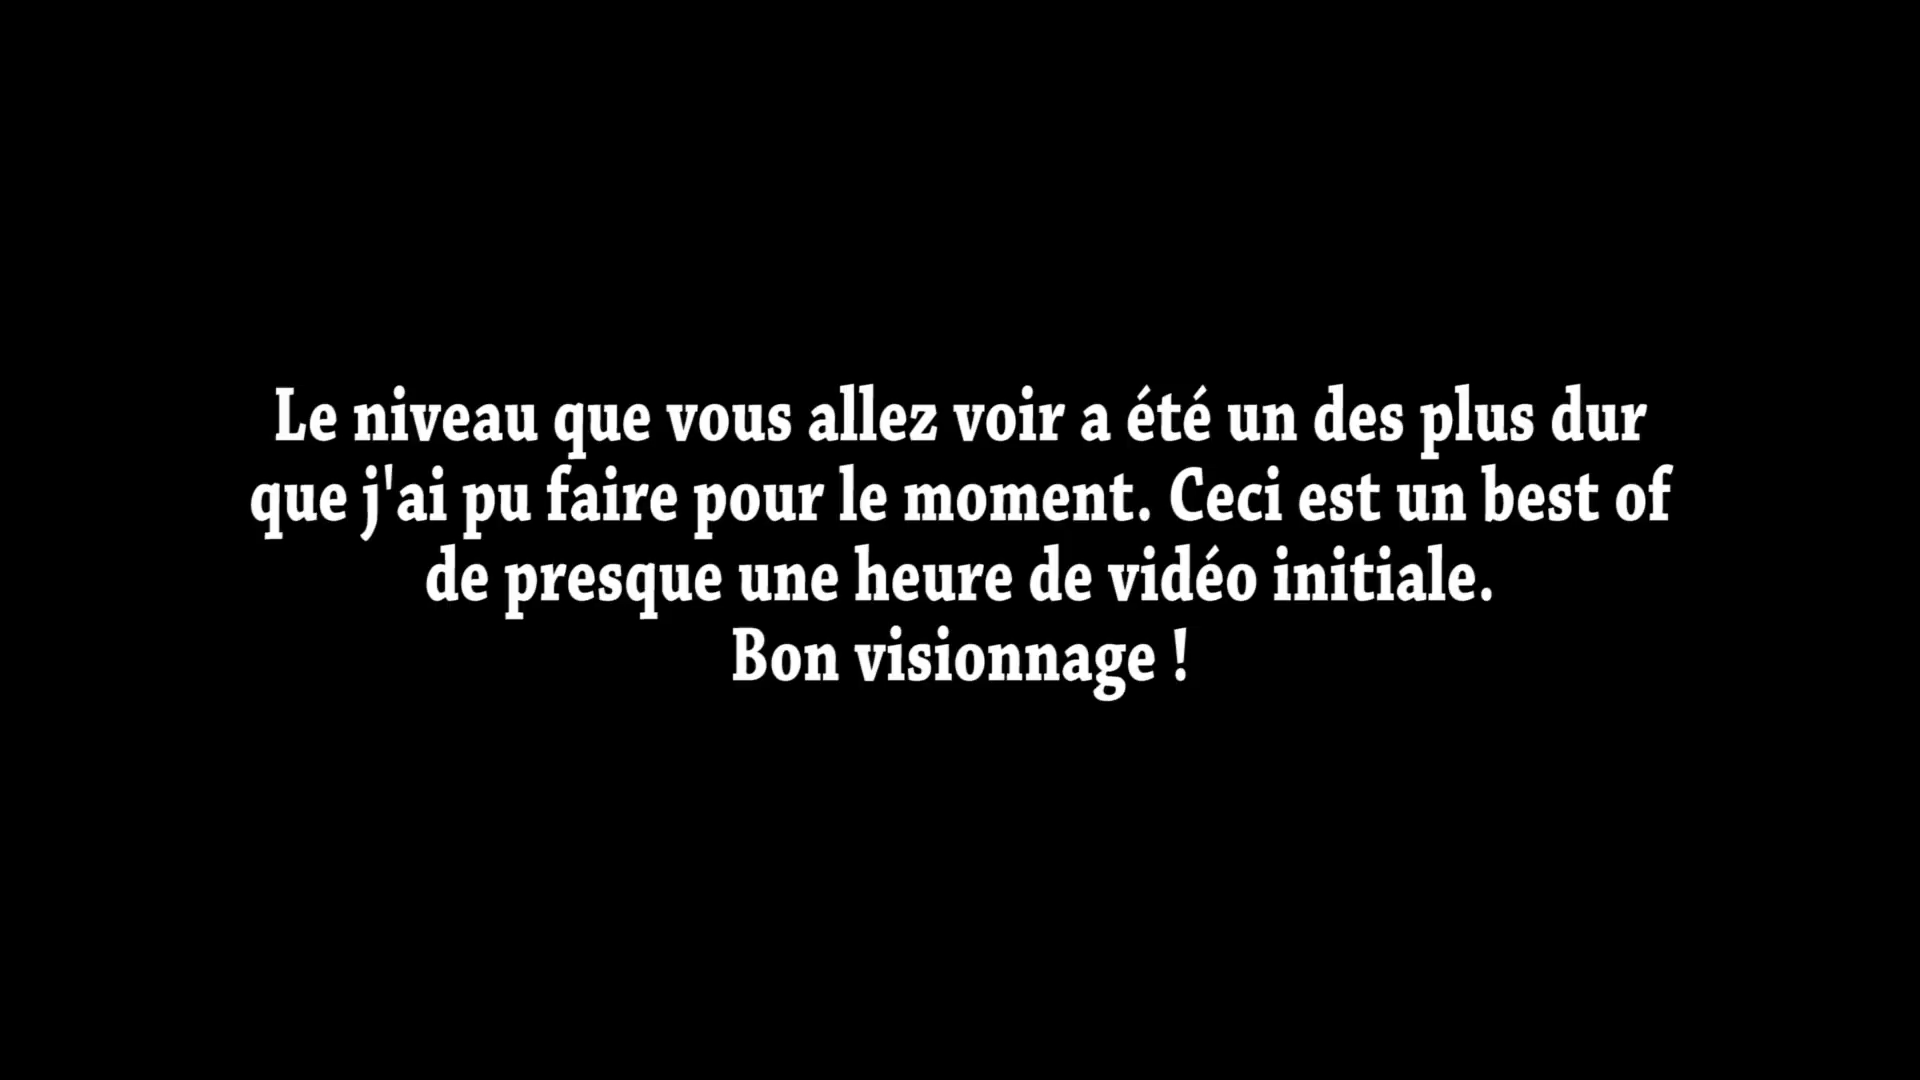 Le niveau que vous allez voir a été un des plus dur
que j'ai pu faire pour le moment. Ceci est un best of
de presque une heure de vidéo initiale.
Bon visionnage !